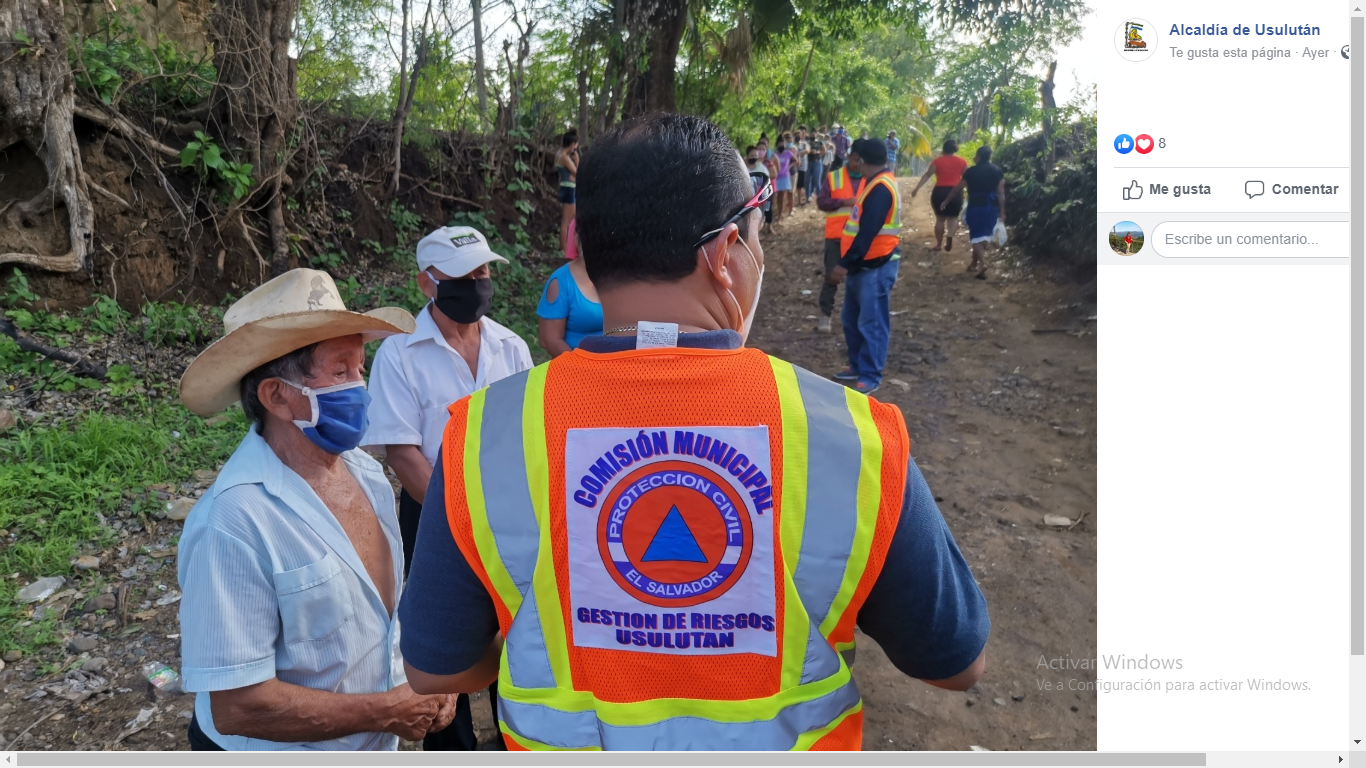 Alcaldía de Usulután
Te gusta esta página · Ayer ·
8
Me gusta
Comentar
Escribe un comentario...
COMISIÓN MUNICIPAL
PROTECCION CIVIL
EL SALVADOR
GESTION DE RIESGOS
USULUTAN
Activar Windows
Ve a Configuración para activar Windows.